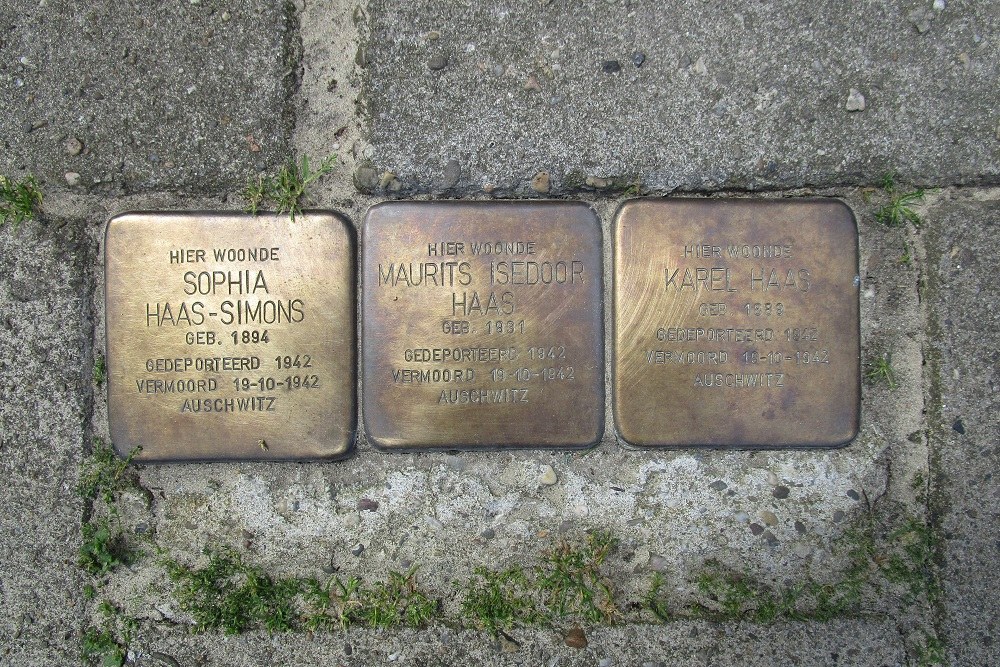 HIER WOONDE
SOPHIA
HAAS-SIMONS
GEB. 1894
GEDEPORTEERD 1942
VERMOORD 19-10-1942
AUSCHWITZ
HIER WOONDE
MAURITS ISEDOOR
HAAS
GEB. 1931
GEDEPORTEERD 1942
VERMOORD 19-10-1942
AUSCHWITZ
HIER WOONDE
KAREL HAAS
GEB.
GEDEPORTEERD 1942
VERMOORD 19-10-1942
AUSCHWITZ